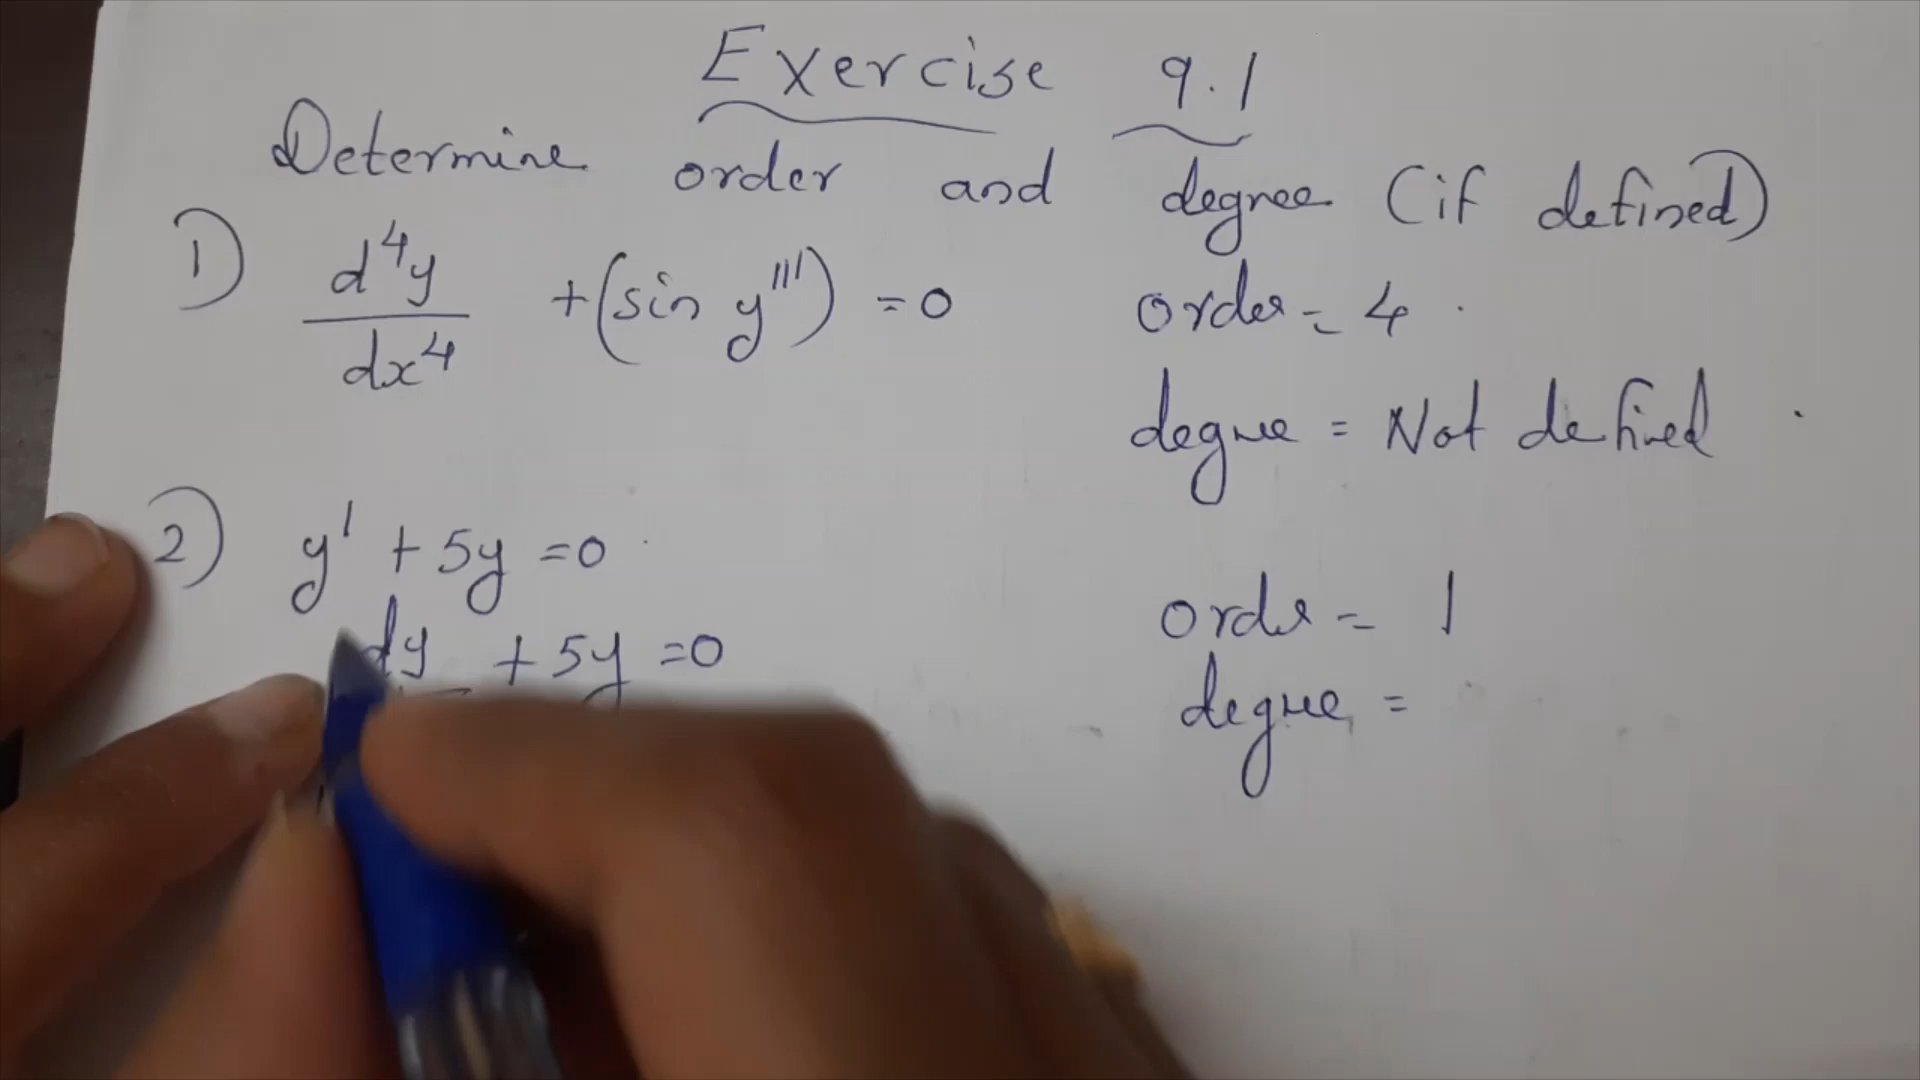 Exercise 9.1
Determine order and degree (if defined)
1) d⁴y/dx⁴ + (sin y''') = 0
order = 4.
degree = Not defined.
2) y' + 5y = 0
dy + 5y = 0
order = 1
degree =